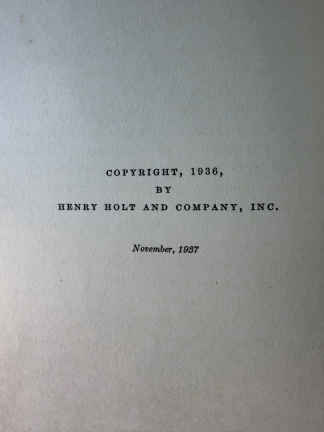 COPYRIGHT, 1936,
BY
HENRY HOLT AND COMPANY, INC.
November, 1937